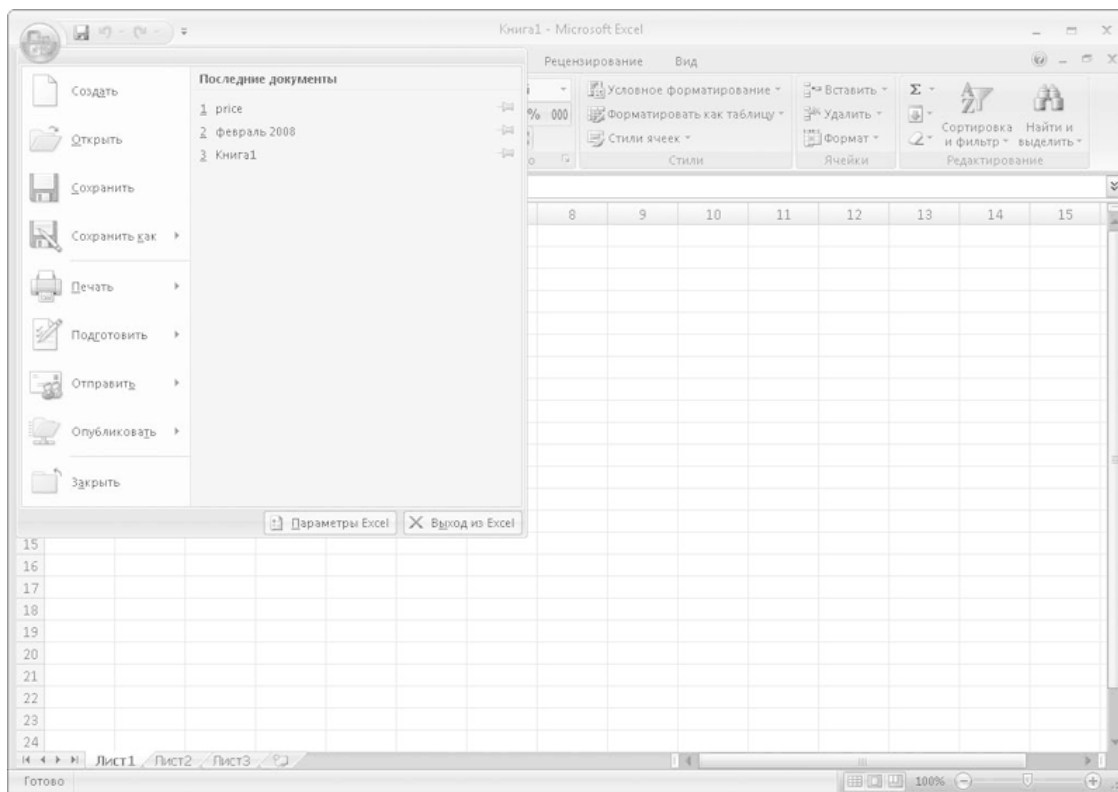 Книга1 - Microsoft Excel
Рецензирование Вид
Создать
Открыть
Сохранить
Сохранить как
Печать
Подготовить
Отправить
Опубликовать
Закрыть
Последние документы
1 price
2 февраль 2008
3 Книга1
Параметры Excel
Выход из Excel
% 000
Условное форматирование
Форматировать как таблицу
Стили ячеек
Стили
Вставить
Удалить
Формат
Ячейки
Σ
Сортировка и фильтр
Найти и выделить
Редактирование
8 9 10 11 12 13 14 15
15
16
17
18
19
20
21
22
23
24
Лист1 Лист2 Лист3
Готово
100%